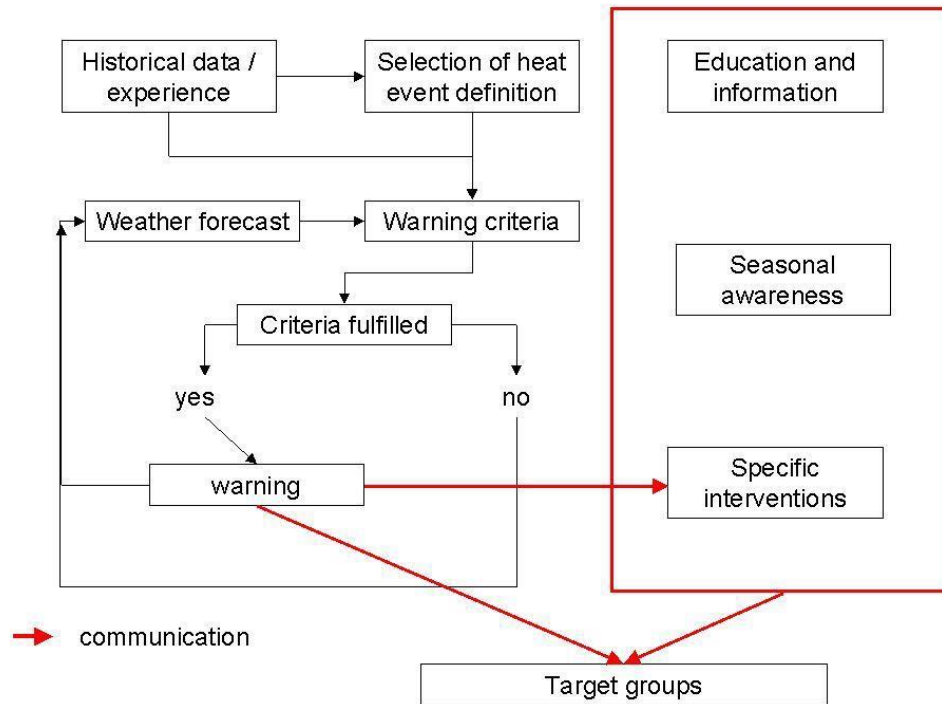 Historical data /
experience
Selection of heat
event definition
Education and
information
Weather forecast
Warning criteria
Seasonal
awareness
Criteria fulfilled
yes
no
warning
Specific
interventions
communication
Target groups